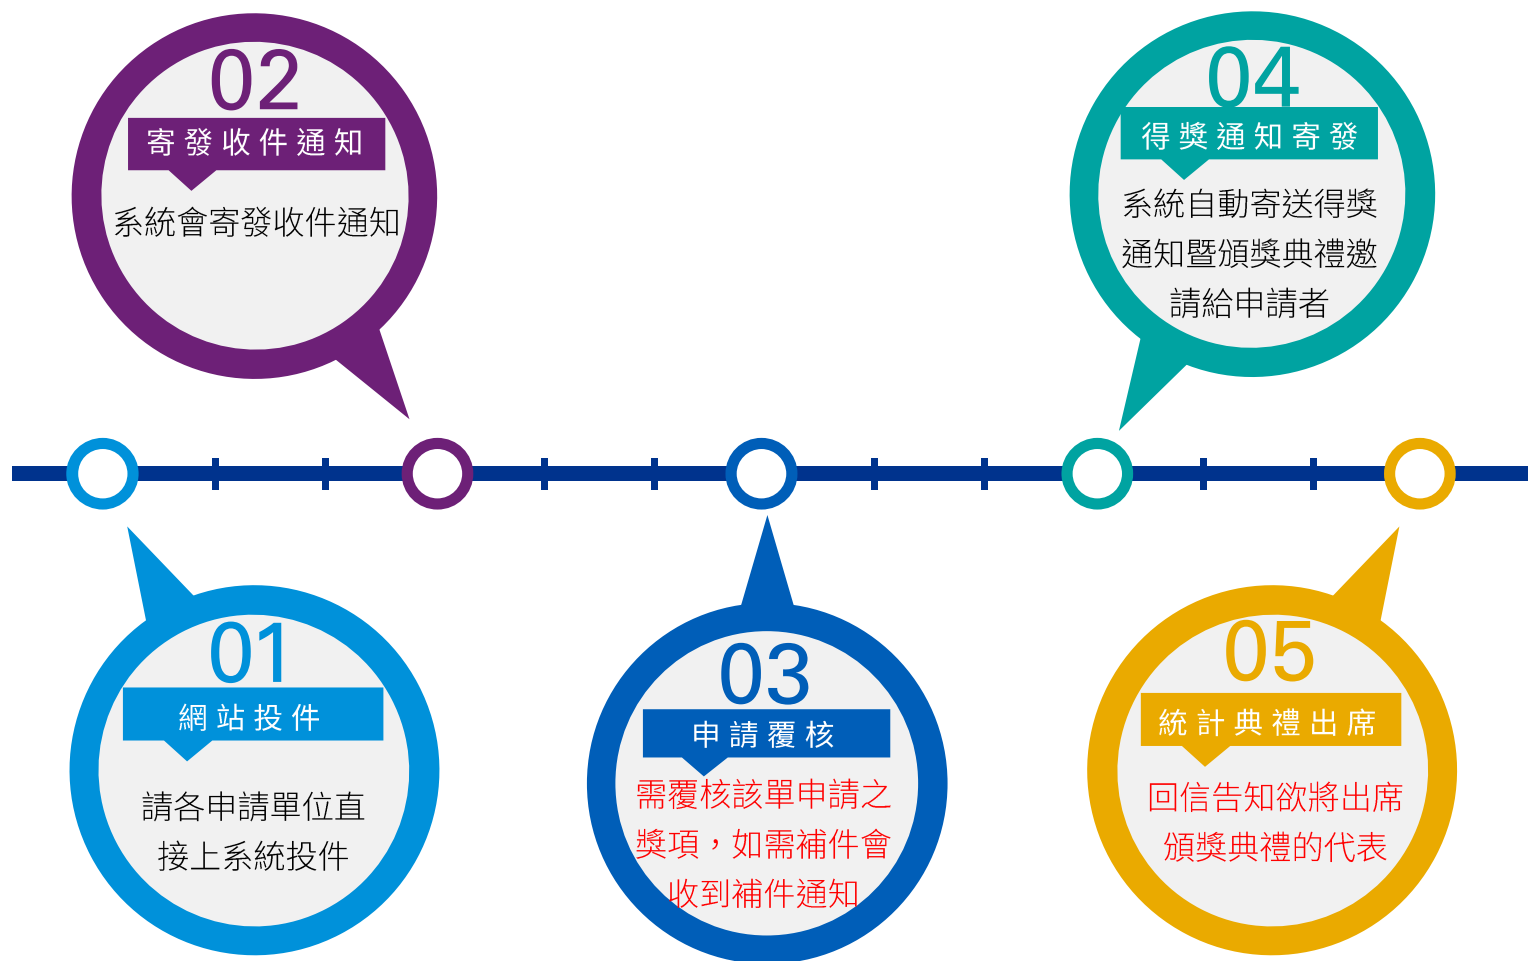 01
網站投件
請各申請單位直
接上系統投件
02
寄發收件通知
系統會寄發收件通知
03
申請覆核
需覆核該單申請之
獎項，如需補件會
收到補件通知
04
得獎通知寄發
系統自動寄送得獎
通知暨頒獎典禮邀
請給申請者
05
統計典禮出席
回信告知欲將出席
頒獎典禮的代表